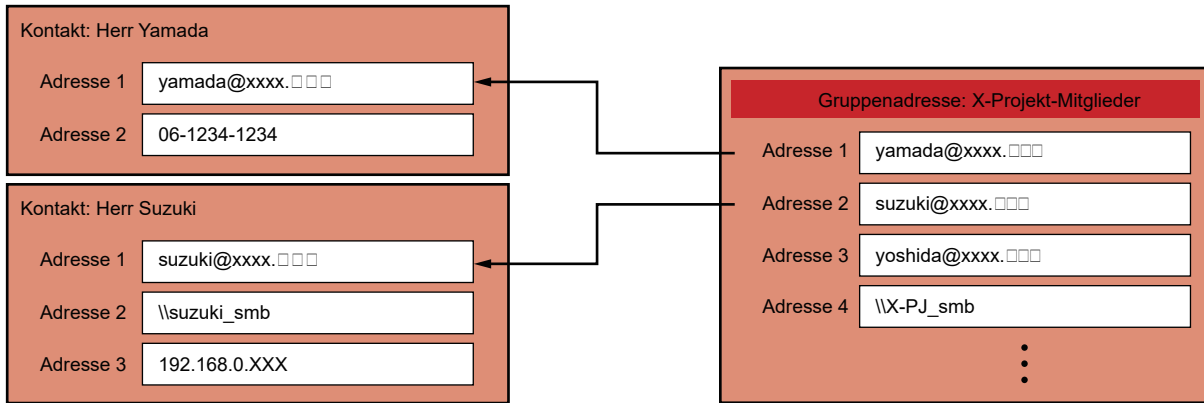 Kontakt: Herr Yamada
Adresse 1 yamada@xxxx.□□□
Adresse 2 06-1234-1234
Kontakt: Herr Suzuki
Adresse 1 suzuki@xxxx.□□□
Adresse 2 \\suzuki_smb
Adresse 3 192.168.0.XXX
Gruppenadresse: X-Projekt-Mitglieder
Adresse 1 yamada@xxxx.□□□
Adresse 2 suzuki@xxxx.□□□
Adresse 3 yoshida@xxxx.□□□
Adresse 4 \\X-PJ_smb